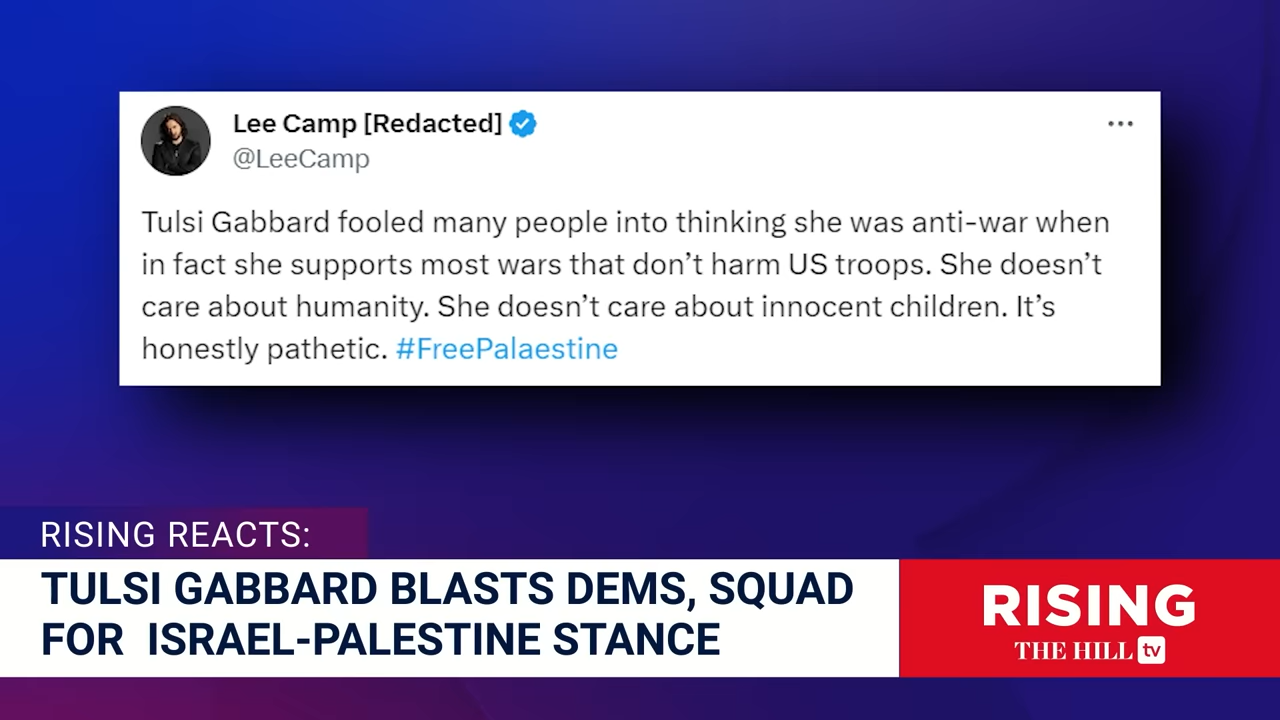 Lee Camp [Redacted]
@LeeCamp
Tulsi Gabbard fooled many people into thinking she was anti-war when
in fact she supports most wars that don’t harm US troops. She doesn’t
care about humanity. She doesn’t care about innocent children. It’s
honestly pathetic. #FreePalaestine
RISING REACTS:
TULSI GABBARD BLASTS DEMS, SQUAD
FOR ISRAEL-PALESTINE STANCE
RISING
THE HILL tv